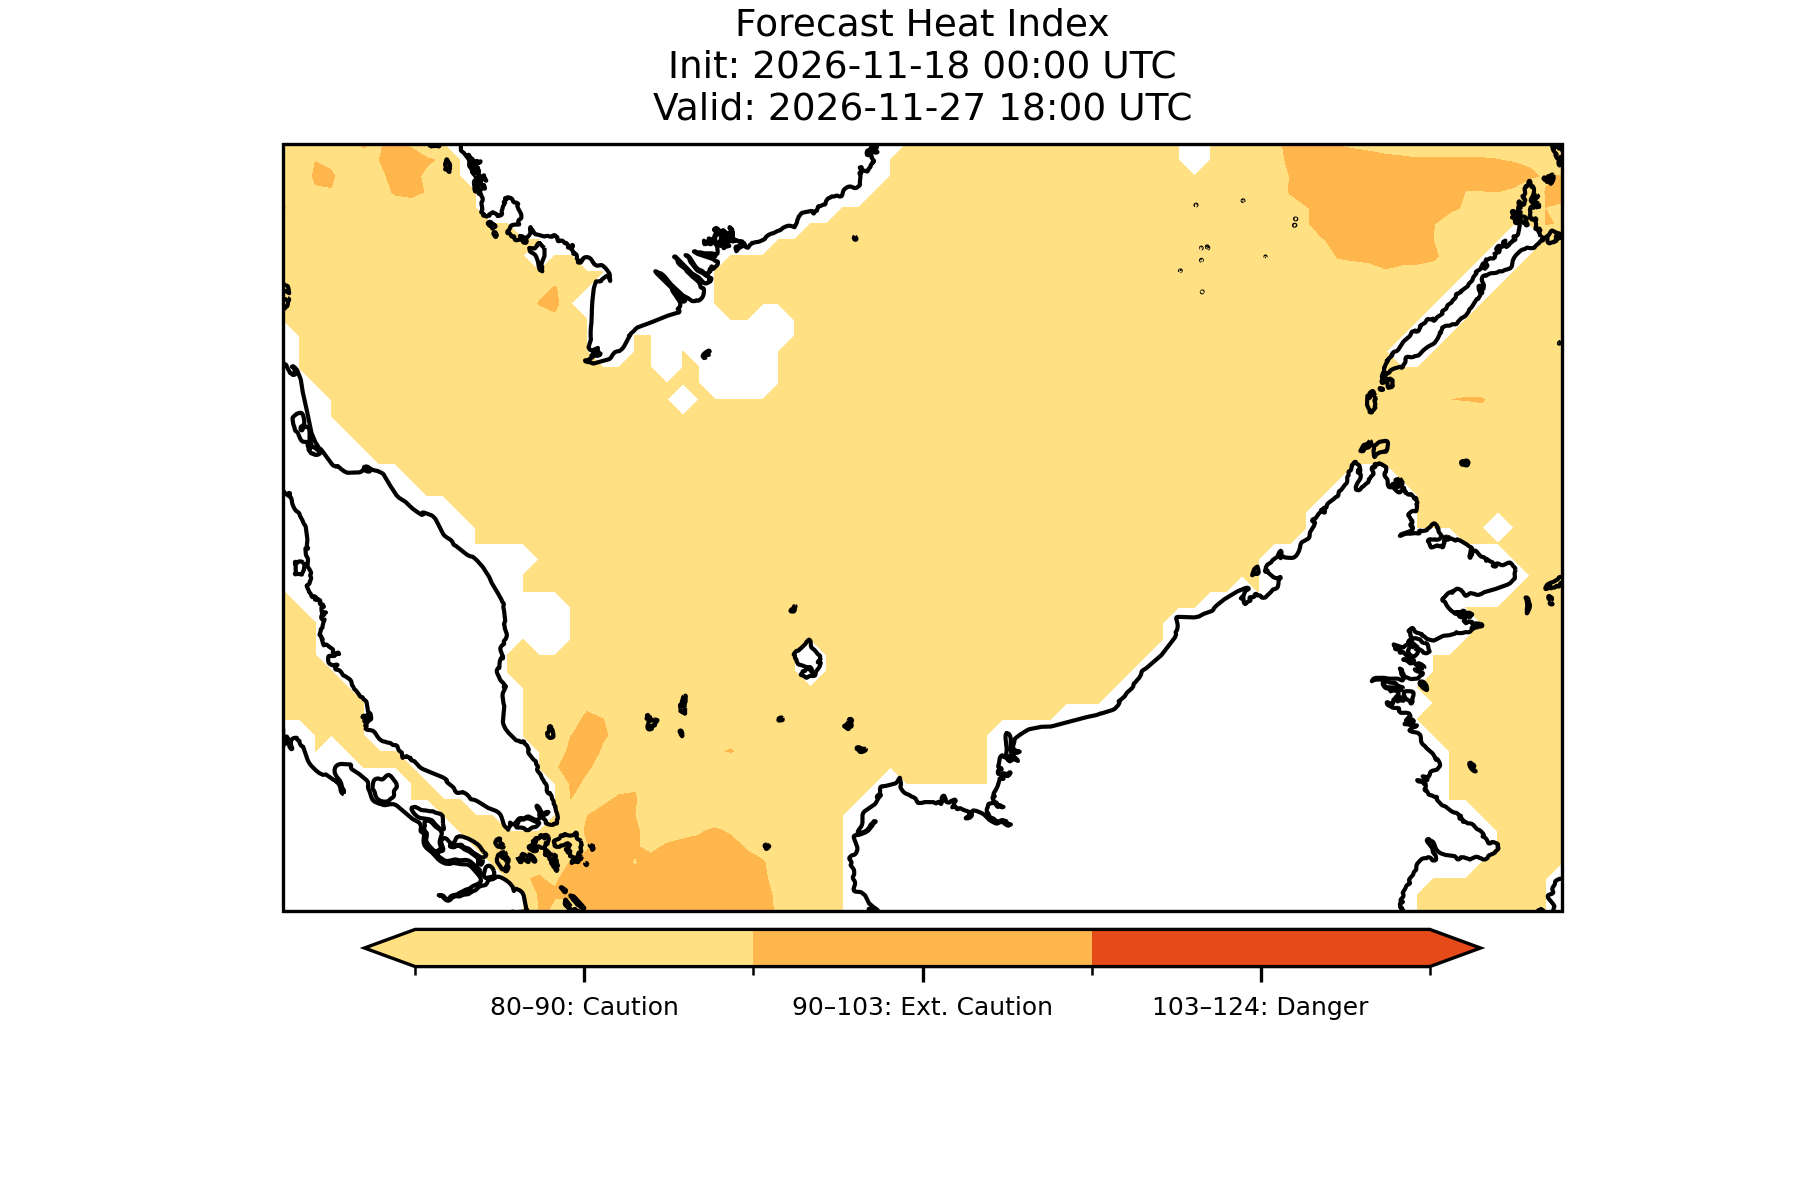 Forecast Heat Index
Init: 2026-11-18 00:00 UTC
Valid: 2026-11-27 18:00 UTC
80–90: Caution
90–103: Ext. Caution
103–124: Danger